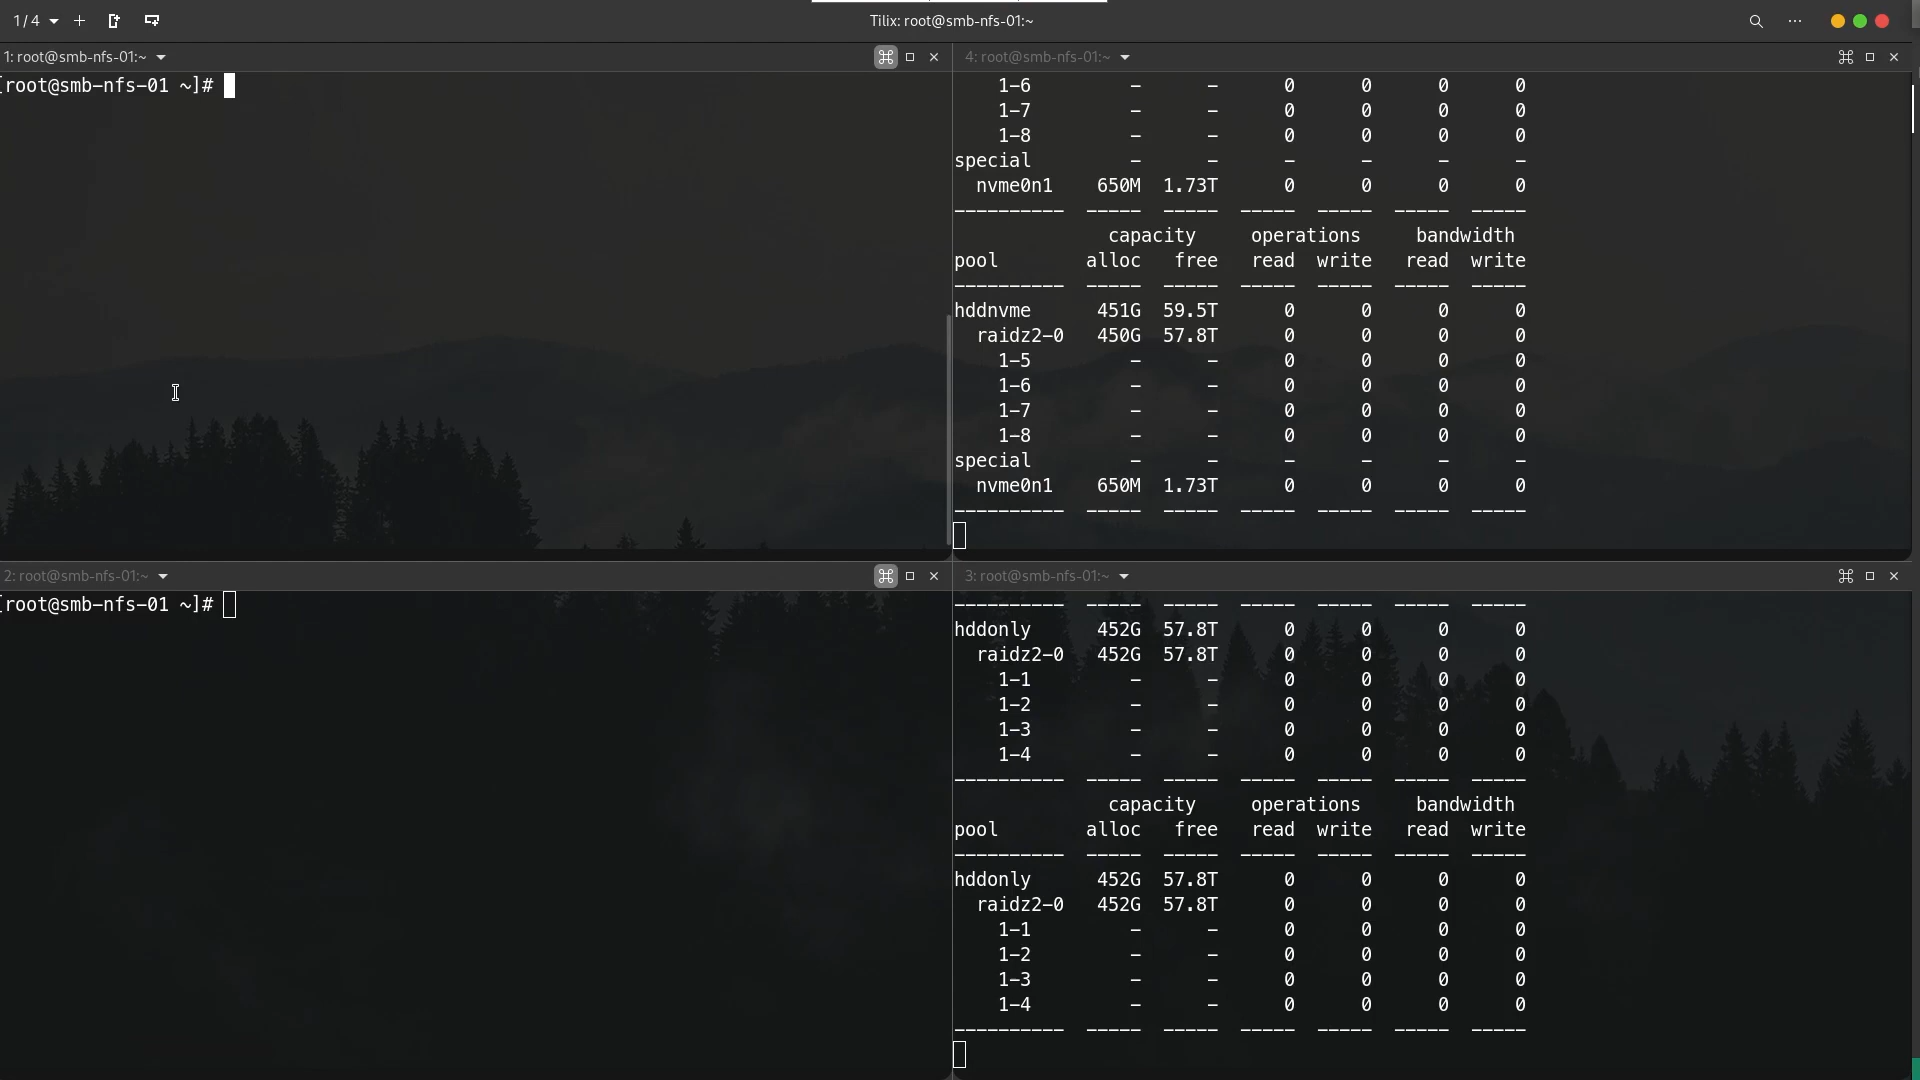 1 / 4
Tilix: root@smb-nfs-01:~
1: root@smb-nfs-01:~
[root@smb-nfs-01 ~]#
4: root@smb-nfs-01:~
1-6 - - 0 0 0 0
1-7 - - 0 0 0 0
1-8 - - 0 0 0 0
special - - - - - -
nvme0n1 650M 1.73T 0 0 0 0
---------- ----- ----- ----- ----- ----- -----
capacity operations bandwidth
pool alloc free read write read write
---------- ----- ----- ----- ----- ----- -----
hddnvme 451G 59.5T 0 0 0 0
raidz2-0 450G 57.8T 0 0 0 0
1-5 - - 0 0 0 0
1-6 - - 0 0 0 0
1-7 - - 0 0 0 0
1-8 - - 0 0 0 0
special - - - - - -
nvme0n1 650M 1.73T 0 0 0 0
---------- ----- ----- ----- ----- ----- -----
2: root@smb-nfs-01:~
[root@smb-nfs-01 ~]#
3: root@smb-nfs-01:~
---------- ----- ----- ----- ----- ----- -----
hddonly 452G 57.8T 0 0 0 0
raidz2-0 452G 57.8T 0 0 0 0
1-1 - - 0 0 0 0
1-2 - - 0 0 0 0
1-3 - - 0 0 0 0
1-4 - - 0 0 0 0
---------- ----- ----- ----- ----- ----- -----
capacity operations bandwidth
pool alloc free read write read write
---------- ----- ----- ----- ----- ----- -----
hddonly 452G 57.8T 0 0 0 0
raidz2-0 452G 57.8T 0 0 0 0
1-1 - - 0 0 0 0
1-2 - - 0 0 0 0
1-3 - - 0 0 0 0
1-4 - - 0 0 0 0
---------- ----- ----- ----- ----- ----- -----